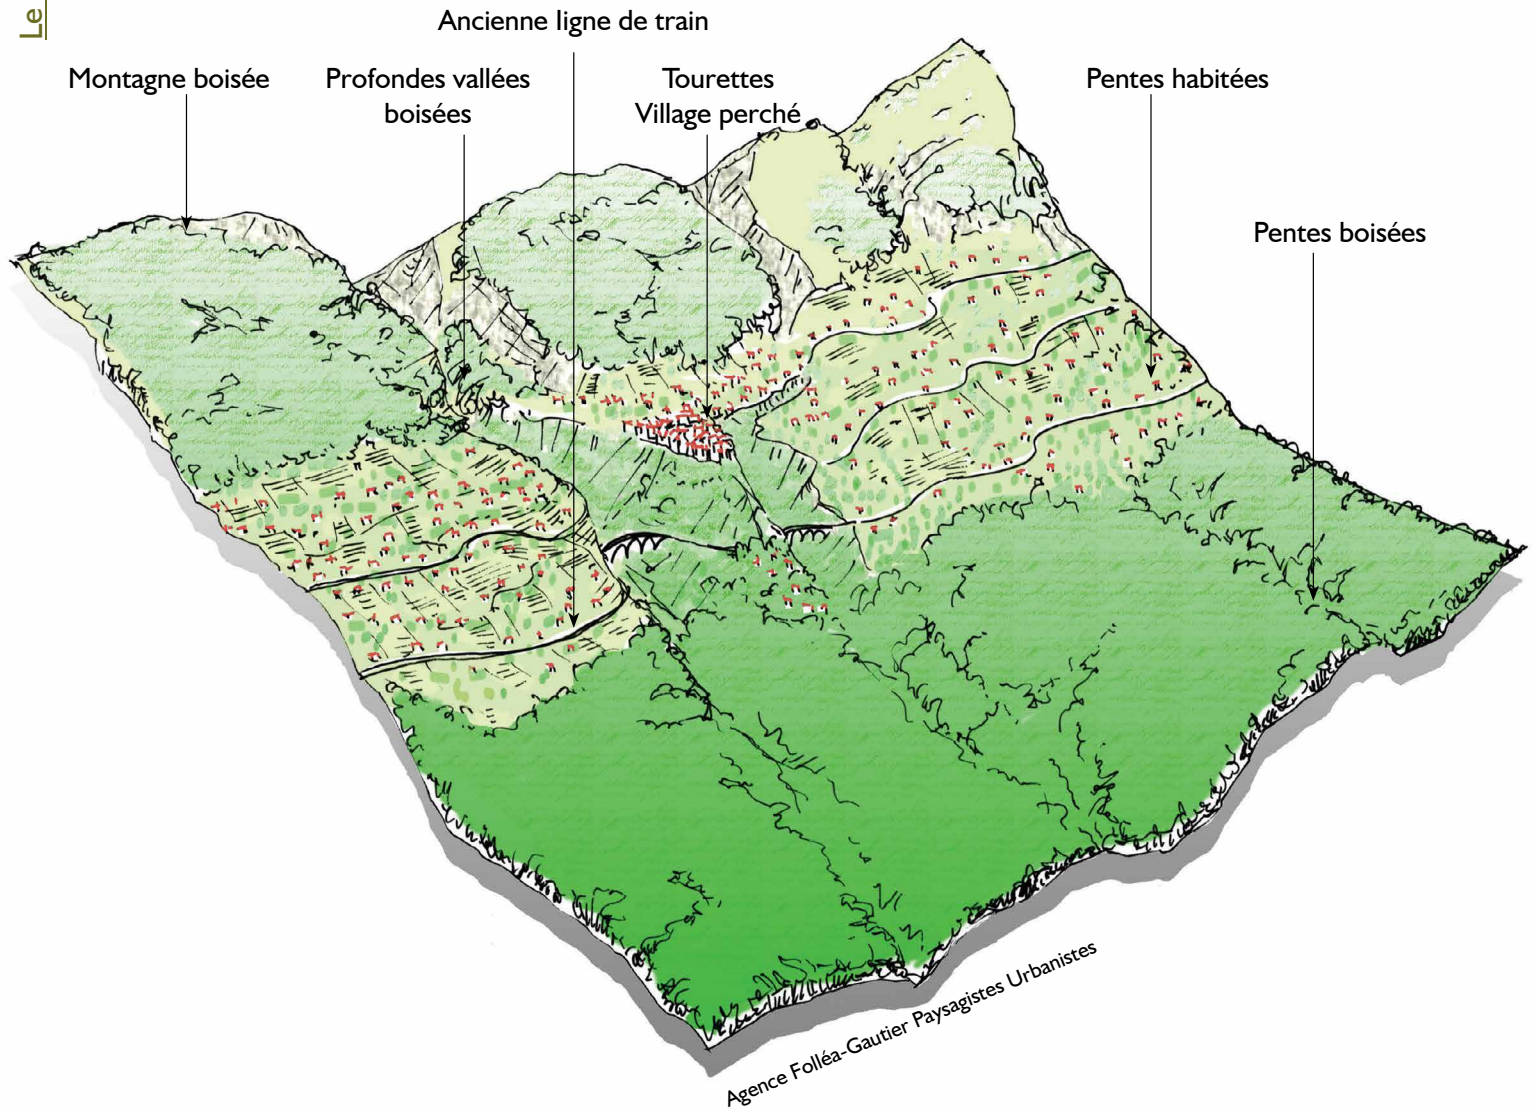 Le
Ancienne ligne de train
Montagne boisée
Profondes vallées
boisées
Tourettes
Village perché
Pentes habitées
Pentes boisées
Agence Folléa-Gautier Paysagistes Urbanistes